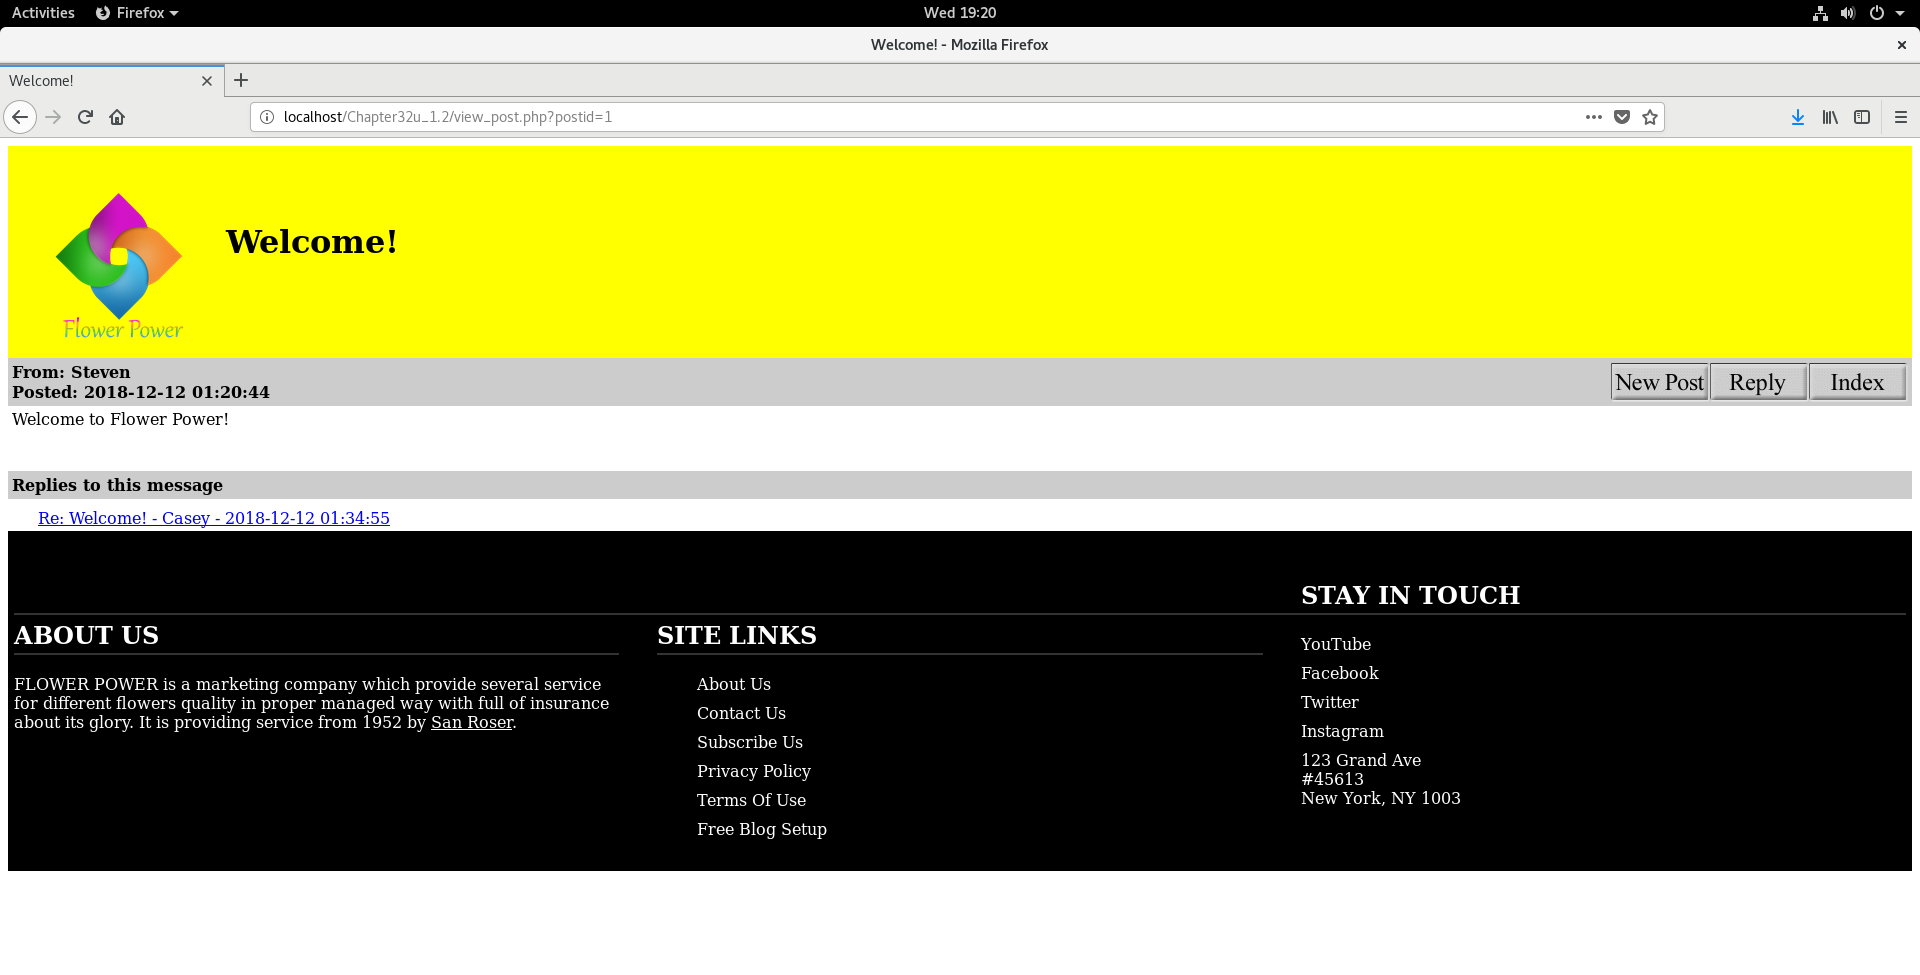 Activities Firefox Wed 19:20
Welcome! - Mozilla Firefox
Welcome!
localhost/Chapter32u_1.2/view_post.php?postid=1
Welcome!
Flower Power
From: Steven
Posted: 2018-12-12 01:20:44
New Post Reply Index
Welcome to Flower Power!
Replies to this message
Re: Welcome! - Casey - 2018-12-12 01:34:55
ABOUT US
FLOWER POWER is a marketing company which provide several service
for different flowers quality in proper managed way with full of insurance
about its glory. It is providing service from 1952 by San Roser.
SITE LINKS
About Us
Contact Us
Subscribe Us
Privacy Policy
Terms Of Use
Free Blog Setup
STAY IN TOUCH
YouTube
Facebook
Twitter
Instagram
123 Grand Ave
#45613
New York, NY 1003